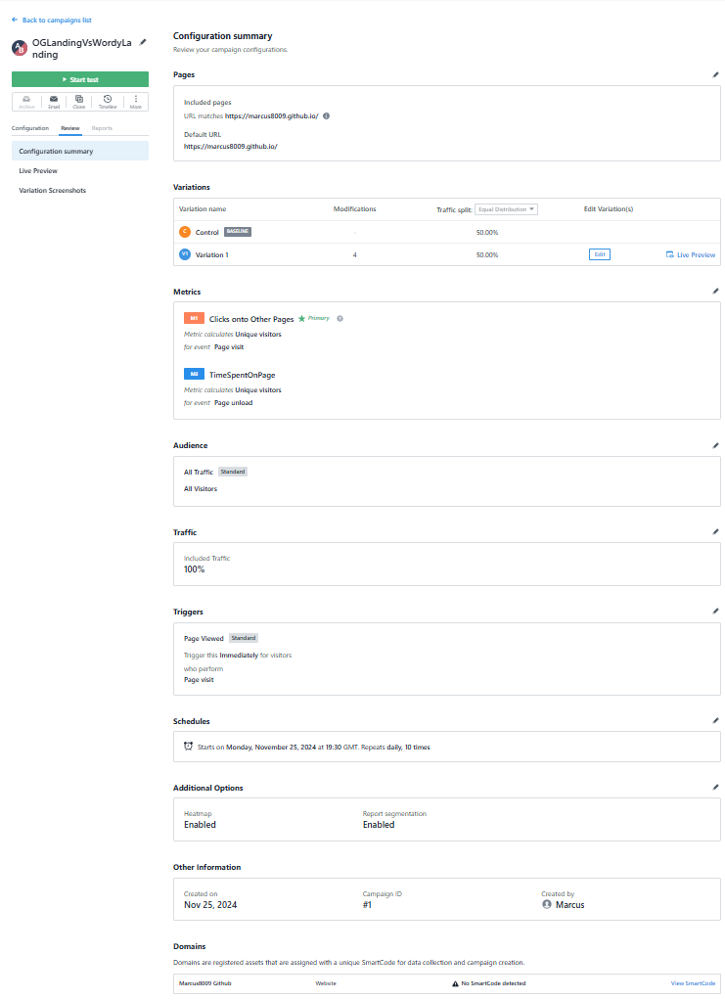 ← Back to campaigns list
OGLandingVsWordyLa
nding
Start test
Archive Email Clone Timeline More
Configuration Review Reports
Configuration summary
Live Preview
Variation Screenshots
Configuration summary
Review your campaign configurations.
Pages
Included pages
URL matches https://marcus8009.github.io/
Default URL
https://marcus8009.github.io/
Variations
Variation name Modifications Traffic split: Equal Distribution Edit Variation(s)
C Control BASELINE - 50.00%
V1 Variation 1 4 50.00% Edit Live Preview
Metrics
M1 Clicks onto Other Pages Primary
Metric calculates Unique visitors
for event Page visit
M2 TimeSpentOnPage
Metric calculates Unique visitors
for event Page unload
Audience
All Traffic Standard
All Visitors
Traffic
Included Traffic
100%
Triggers
Page Viewed Standard
Trigger this Immediately for visitors
who perform
Page visit
Schedules
Starts on Monday, November 25, 2024 at 19:30 GMT. Repeats daily, 10 times
Additional Options
Heatmap Report segmentation
Enabled Enabled
Other Information
Created on Campaign ID Created by
Nov 25, 2024 #1 Marcus
Domains
Domains are registered assets that are assigned with a unique SmartCode for data collection and campaign creation.
Marcus8009 Github Website No SmartCode detected View SmartCode